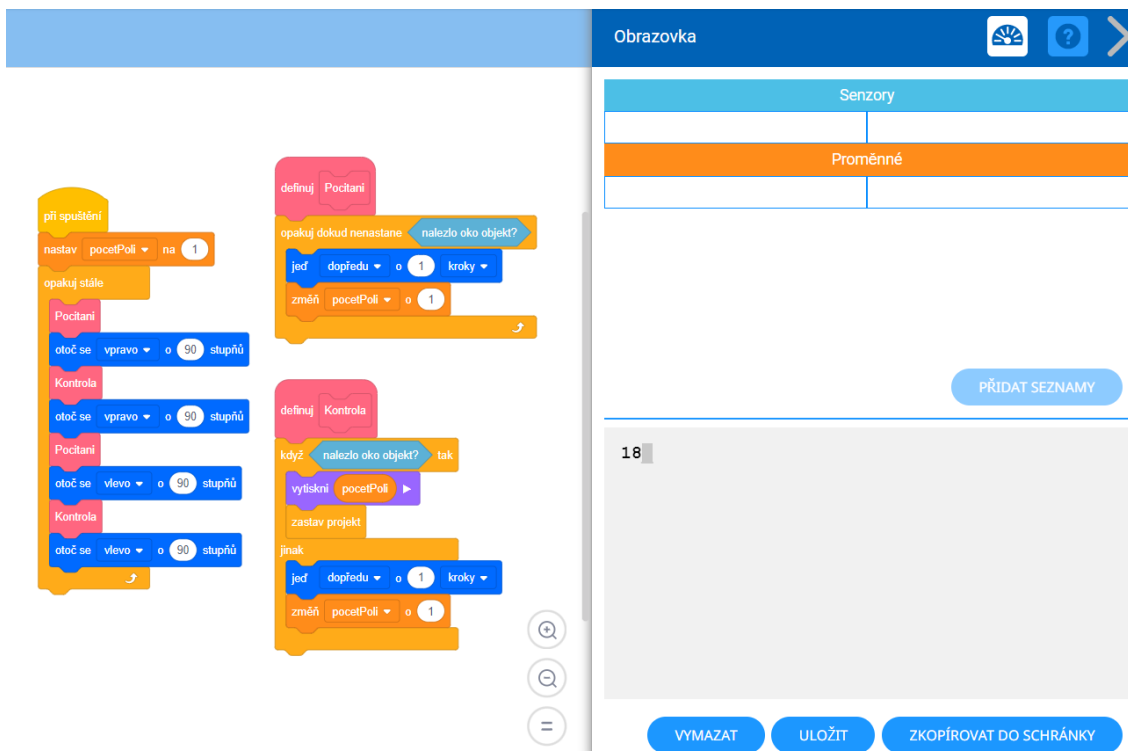 při spuštění
nastav pocetPoli na 1
opakuj stále
Pocitani
otoč se vpravo o 90 stupňů
Kontrola
otoč se vpravo o 90 stupňů
Pocitani
otoč se vlevo o 90 stupňů
Kontrola
otoč se vlevo o 90 stupňů
definuj Pocitani
opakuj dokud nenastane nalezlo oko objekt?
jeď dopředu o 1 kroky
změň pocetPoli o 1
definuj Kontrola
když nalezlo oko objekt? tak
vytiskni pocetPoli
zastav projekt
jinak
jeď dopředu o 1 kroky
změň pocetPoli o 1
Obrazovka
?
Senzory
Proměnné
PŘIDAT SEZNAMY
18
VYMAZAT
ULOŽIT
ZKOPÍROVAT DO SCHRÁNKY